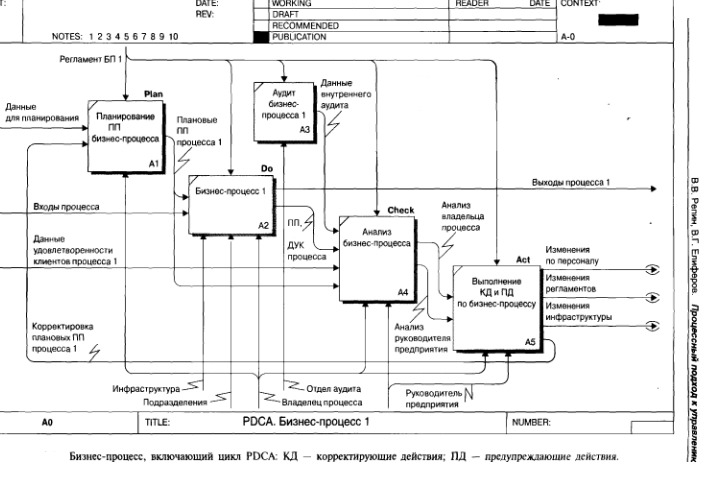 DATE:
REV:
WORKING
DRAFT
RECOMMENDED
PUBLICATION
READER DATE
CONTEXT:
NOTES: 1 2 3 4 5 6 7 8 9 10
A-0
Регламент БП 1
Plan
Данные
для планирования
Планирование
ПП
бизнес-процесса
A1
Плановые
ПП
процесса 1
Аудит
бизнес-
процесса 1
A3
Данные
внутреннего
аудита
Do
Бизнес-процесс 1
A2
Выходы процесса 1
Входы процесса
Check
Анализ
бизнес-процесса
A4
Анализ
владельца
процесса
ПП,
ДУК
процесса
Данные
удовлетворенности
клиентов процесса 1
Act
Выполнение
КД и ПД
по бизнес-процессу
A5
Изменения
по персоналу
Изменения
регламентов
Изменения
инфраструктуры
Корректировка
плановых ПП
процесса 1
Анализ
руководителя
предприятия
Инфраструктура
Подразделения
Отдел аудита
Владелец процесса
Руководитель
предприятия
A0
TITLE:
PDCA. Бизнес-процесс 1
NUMBER:
Бизнес-процесс, включающий цикл PDCA: КД — корректирующие действия; ПД — предупреждающие действия.
В.В. Репин, В.Г. Елиферов. Процессный подход к управлению